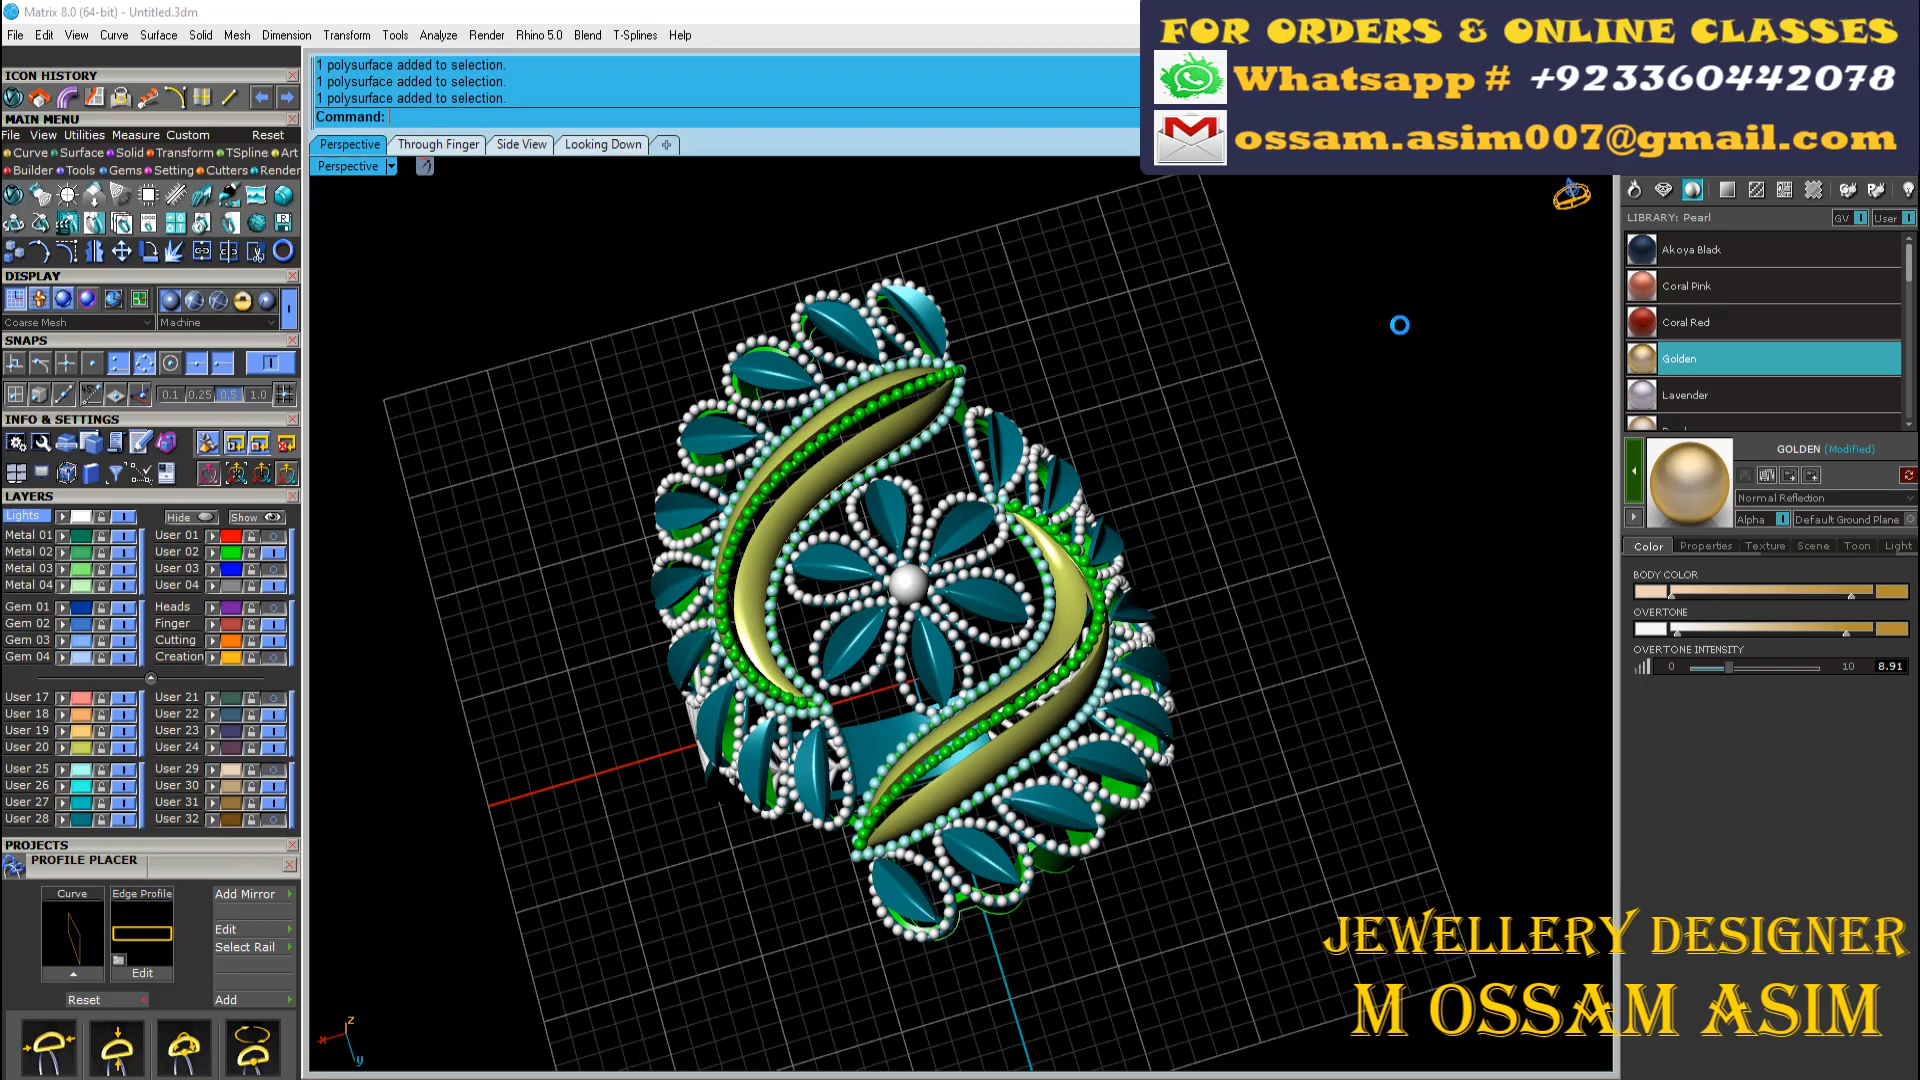 Matrix 8.0 (64-bit) - Untitled.3dm
File Edit View Curve Surface Solid Mesh Dimension Transform Tools Analyze Render Rhino 5.0 Blend T-Splines Help
FOR ORDERS & ONLINE CLASSES
Whatsapp # +923360442078
ossam.asim007@gmail.com
ICON HISTORY
MAIN MENU
File View Utilities Measure Custom Reset
Curve Surface Solid Transform TSpline Art
Builder Tools Gems Setting Cutters Render
DISPLAY
Coarse Mesh Machine
SNAPS
0.1 0.25 0.5 1.0
INFO & SETTINGS
LAYERS
Lights Hide Show
Metal 01 User 01
Metal 02 User 02
Metal 03 User 03
Metal 04 User 04
Gem 01 Heads
Gem 02 Finger
Gem 03 Cutting
Gem 04 Creation
User 17 User 21
User 18 User 22
User 19 User 23
User 20 User 24
User 25 User 29
User 26 User 30
User 27 User 31
User 28 User 32
PROJECTS
PROFILE PLACER
Curve Edge Profile Add Mirror
Edit
Select Rail
Edit
Reset Add
1 polysurface added to selection.
1 polysurface added to selection.
1 polysurface added to selection.
Command:
Perspective Through Finger Side View Looking Down
Perspective
z
x
y
LIBRARY: Pearl GV User
Akoya Black
Coral Pink
Coral Red
Golden
Lavender
GOLDEN (Modified)
Normal Reflection
Alpha Default Ground Plane
Color Properties Texture Scene Toon Light
BODY COLOR
OVERTONE
OVERTONE INTENSITY
0 10 8.91
JEWELLERY DESIGNER
M OSSAM ASIM